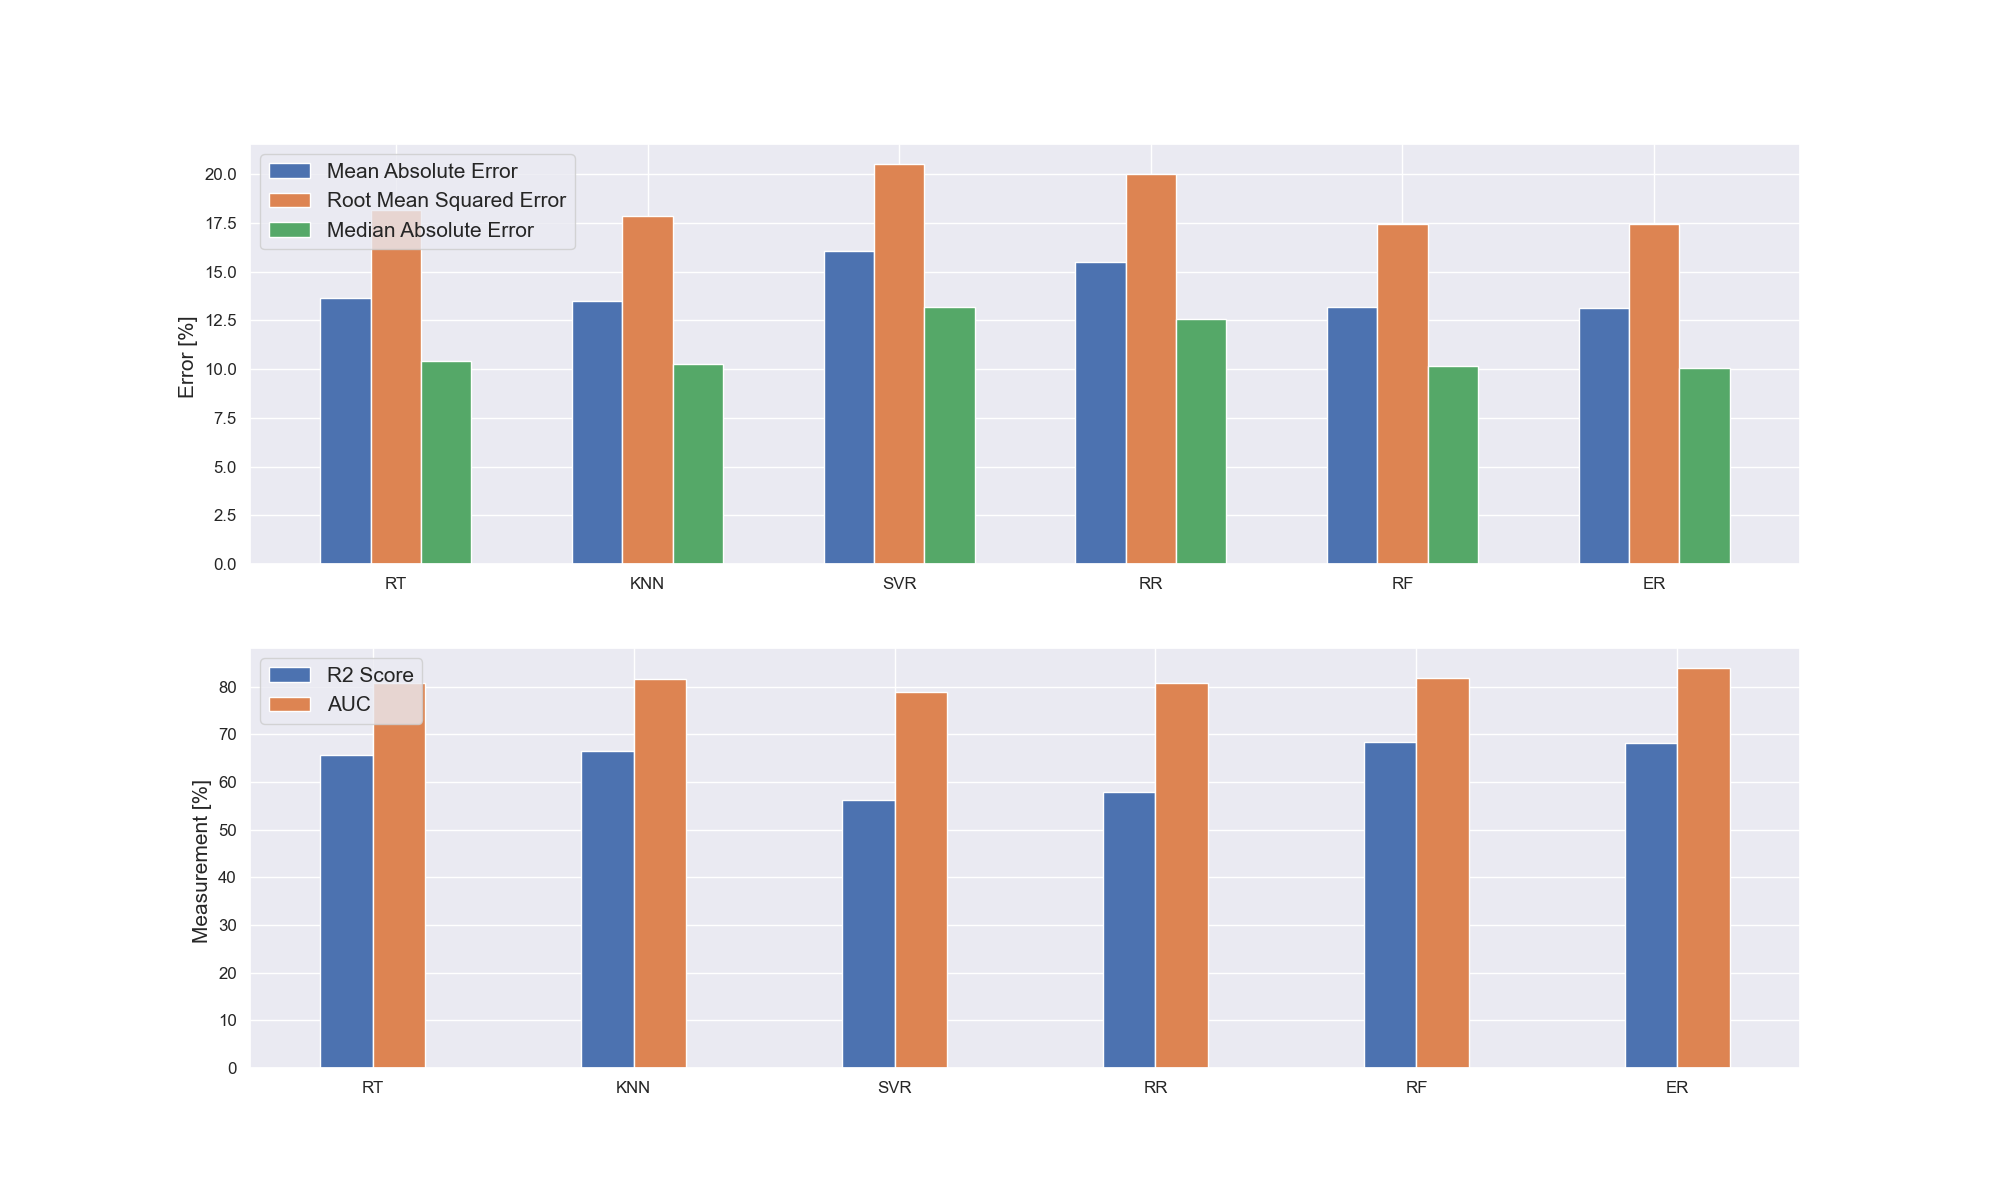 Mean Absolute Error
Root Mean Squared Error
Median Absolute Error
Error [%]
20.0
17.5
15.0
12.5
10.0
7.5
5.0
2.5
0.0
RT KNN SVR RR RF ER
R2 Score
AUC
Measurement [%]
80
70
60
50
40
30
20
10
0
RT KNN SVR RR RF ER